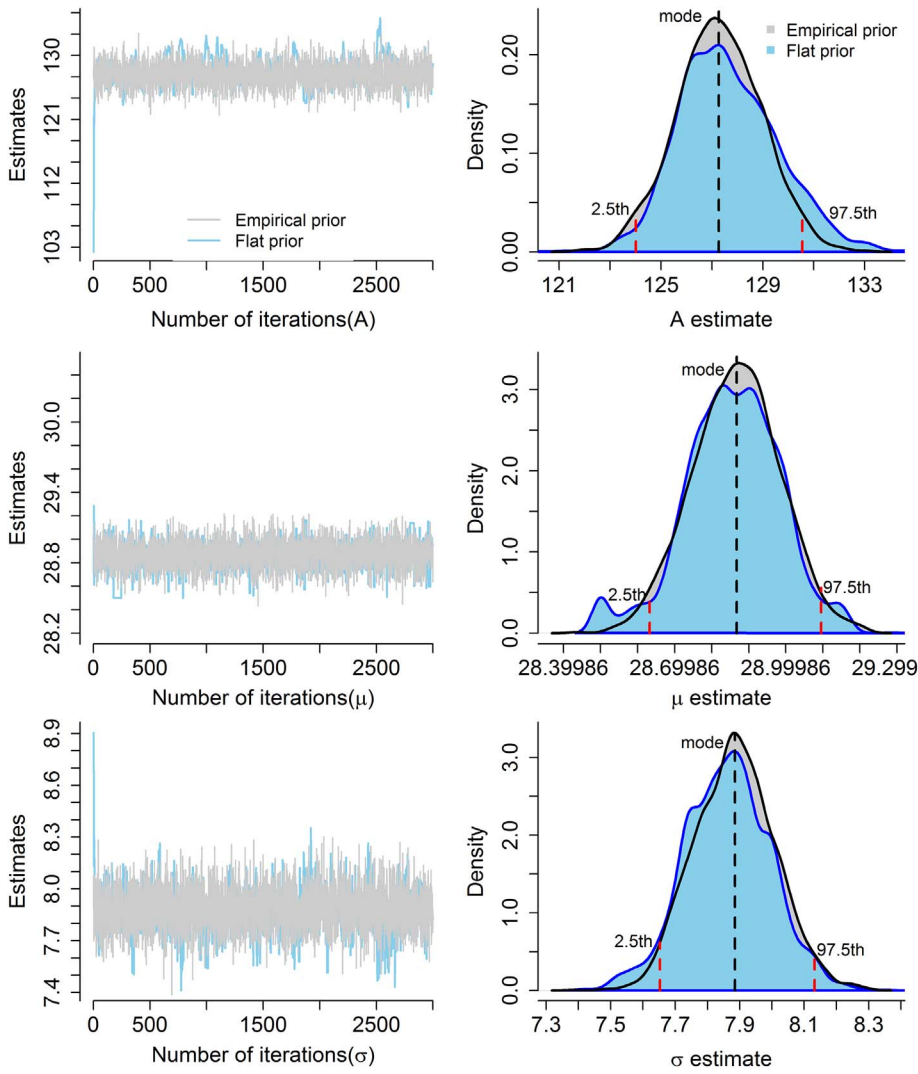 Estimates
130
121
112
103
Empirical prior
Flat prior
0
500
1500
2500
Number of iterations(A)
Density
0.20
0.10
0.00
mode
Empirical prior
Flat prior
2.5th
97.5th
121
125
129
133
A estimate
Estimates
30.0
29.4
28.8
28.2
0
500
1500
2500
Number of iterations(μ)
Density
3.0
2.0
1.0
0.0
mode
2.5th
97.5th
28.39986
28.69986
28.99986
29.299
μ estimate
Estimates
8.9
8.6
8.3
8.0
7.7
7.4
0
500
1500
2500
Number of iterations(σ)
Density
3.0
2.0
1.0
0.0
mode
2.5th
97.5th
7.3
7.5
7.7
7.9
8.1
8.3
σ estimate